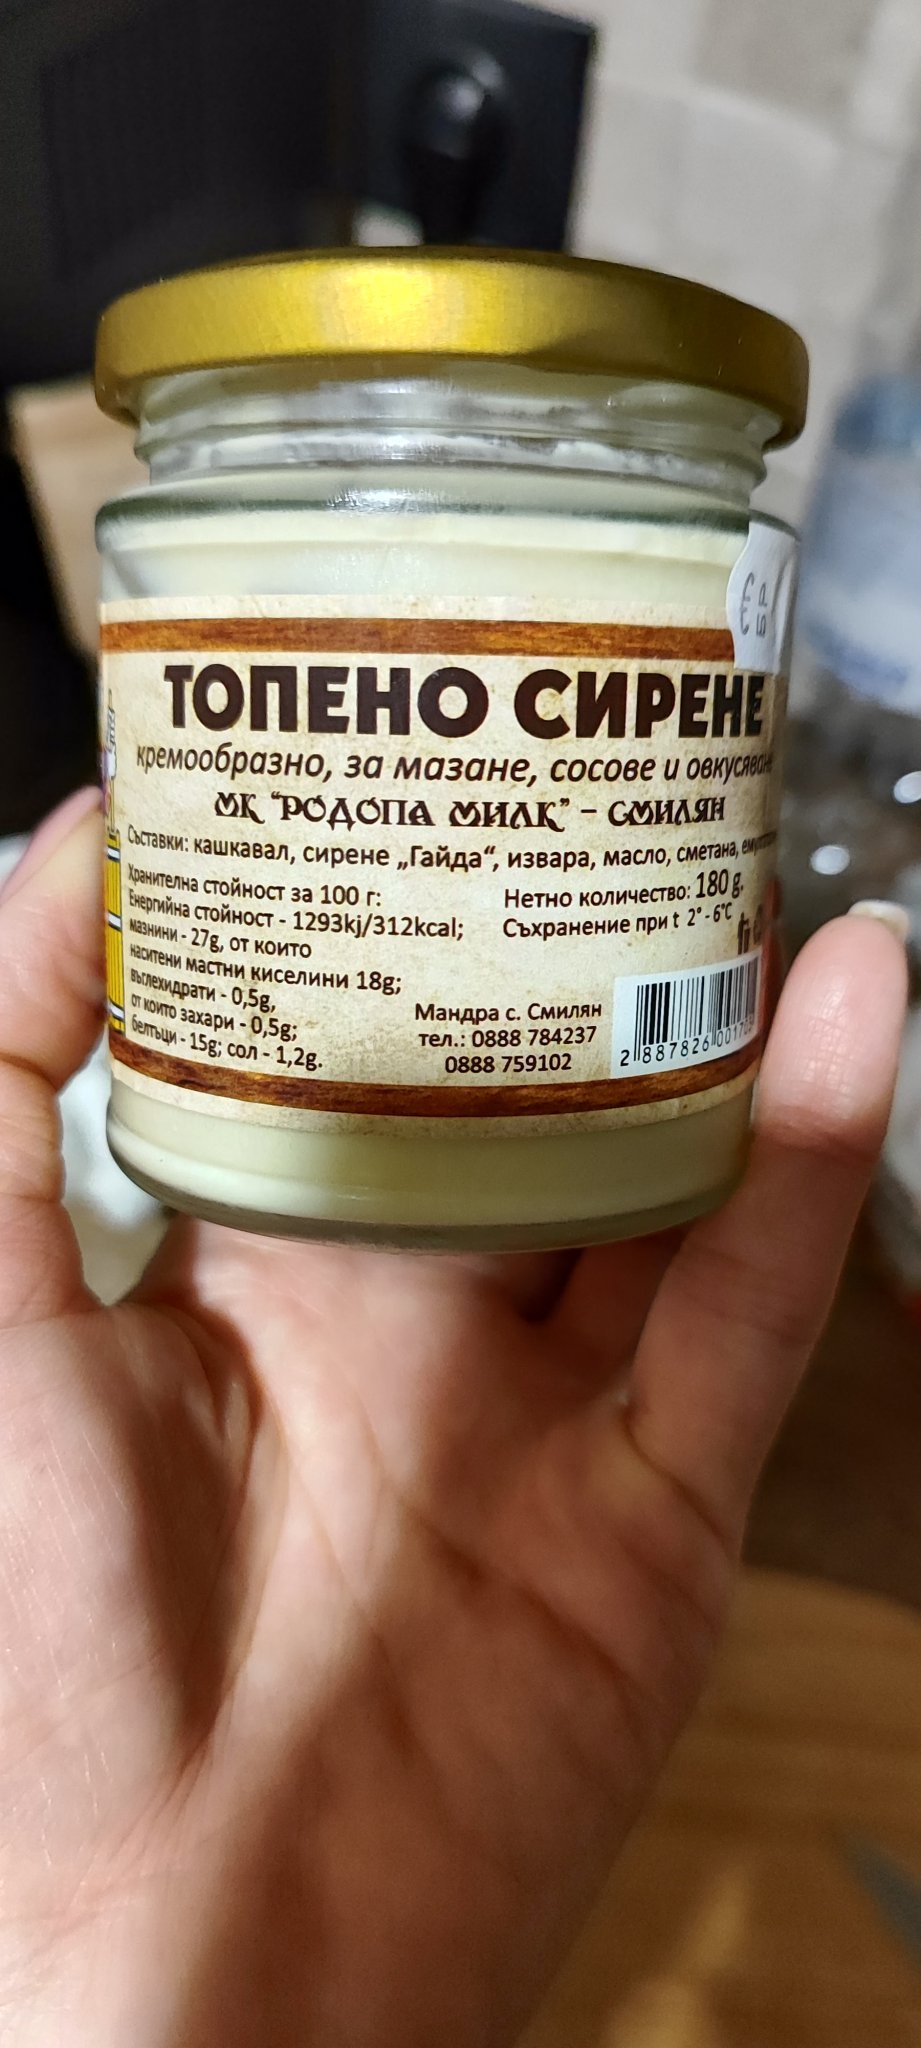 ТОПЕНО СИРЕНЕ
кремообразно, за мазане, сосове и овкусяване
МК "РОДОПА МИЛК" - СМИЛЯН
Съставки: кашкавал, сирене „Гайда“, извара, масло, сметана,
Хранителна стойност за 100 г:
Енергийна стойност - 1293kj/312kcal;
мазнини - 27g, от които
наситени мастни киселини 18g;
въглехидрати - 0,5g,
от които захари - 0,5g;
белтъци - 15g; сол - 1,2g.
Нетно количество: 180 g.
Съхранение при t 2° - 6°C
Мандра с. Смилян
тел.: 0888 784237
0888 759102
2 887826